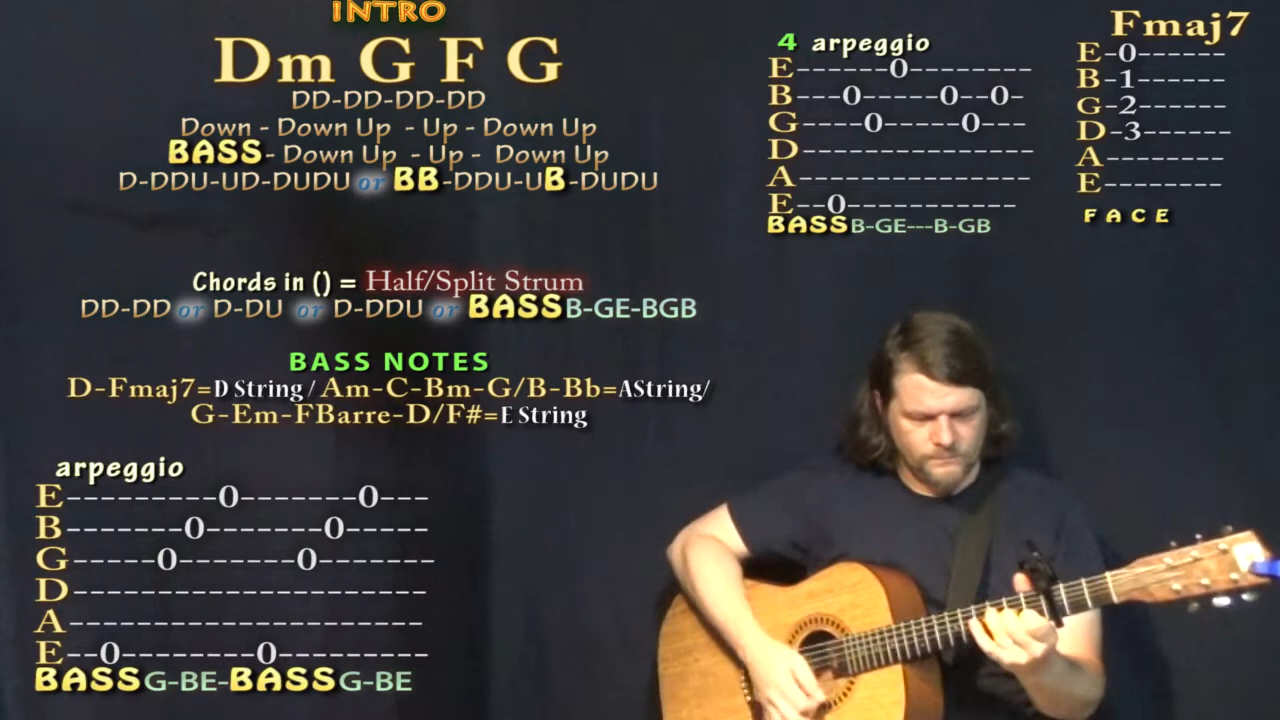 INTRO
Dm G F G
DD-DD-DD-DD
Down - Down Up - Up - Down Up
BASS- Down Up - Up - Down Up
D-DDU-UD-DUDU or BB-DDU-UB-DUDU
Chords in () = Half/Split Strum
DD-DD or D-DU or D-DDU or BASSB-GE-BGB
BASS NOTES
D-Fmaj7=D String / Am-C-Bm-G/B-Bb=AString/
G-Em-FBarre-D/F#=E String
arpeggio
E---------0-------0---
B-------0-------0-----
G-----0-------0-------
D---------------------
A---------------------
E--0--------0---------
BASSG-BE-BASSG-BE
4 arpeggio
E------0--------
B---0-----0--0-
G----0-----0---
D----------------
A---------------
E--0-----------
BASSB-GE---B-GB
Fmaj7
E-0------
B-1------
G-2------
D-3------
A--------
E--------
F A C E